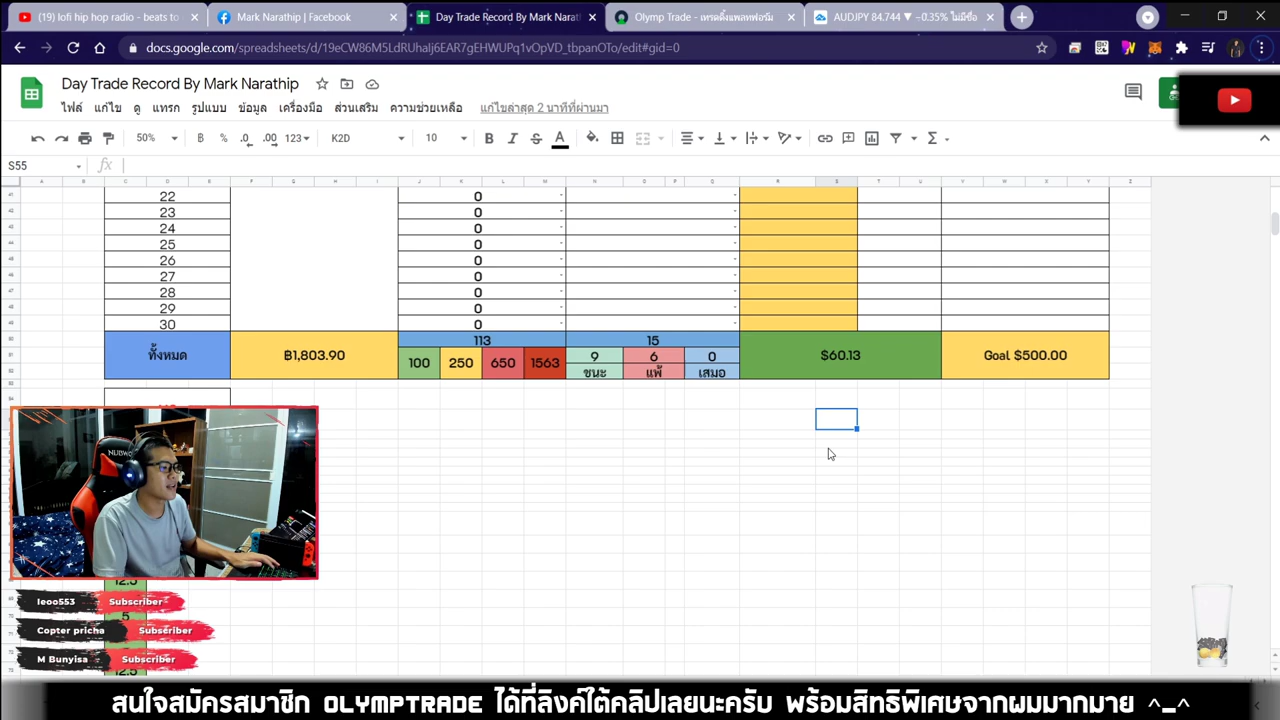 (19) lofi hip hop radio - beats to
Mark Narathip | Facebook
Day Trade Record By Mark Narat
Olymp Trade - เทรดดิ้งแพลทฟอร์ม
AUDJPY 84.744 ▼ −0.35% ไม่มีชื่อ
docs.google.com/spreadsheets/d/19eCW86M5LdRUhalj6EAR7gEHWUPq1vOpVD_tbpanOTo/edit#gid=0
Day Trade Record By Mark Narathip
ไฟล์ แก้ไข ดู แทรก รูปแบบ ข้อมูล เครื่องมือ ส่วนเสริม ความช่วยเหลือ แก้ไขล่าสุด 2 นาทีที่ผ่านมา
50% ฿ % .0 .00 123 K2D 10 B I S A Σ
S55 fx
22 0 -
23 0 -
24 0 -
25 0 -
26 0 -
27 0 -
28 0 -
29 0 -
30 0 -
ทั้งหมด ฿1,803.90 113 15 $60.13 Goal $500.00
100 250 650 1563 9 6 0
ชนะ แพ้ เสมอ
NUBWO
12.5
leoo553 Subscriber
5
Copter pricha Subscriber
M Bunyisa Subscriber
12.5
สนใจสมัครสมาชิก OLYMPTRADE ได้ที่ลิงค์ใต้คลิปเลยนะครับ พร้อมสิทธิพิเศษจากผมมากมาย ^_^